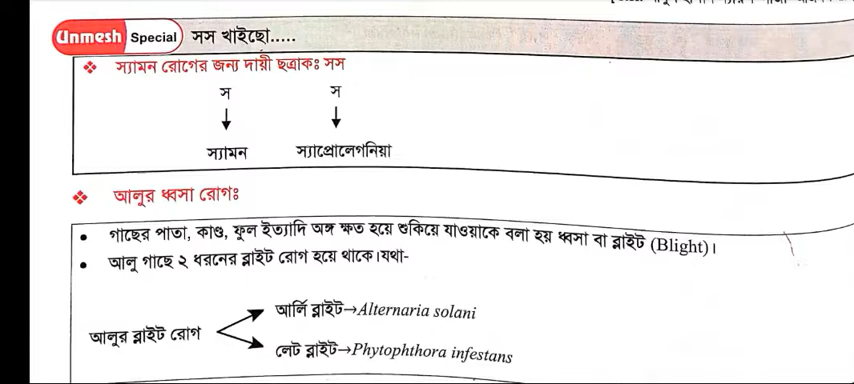 Unmesh Special সস খাইছো.....
❖ স্যামন রোগের জন্য দায়ী ছত্রাকঃ সস
স স
স্যামন স্যাপ্রোলেগনিয়া
❖ আলুর ধ্বসা রোগঃ
• গাছের পাতা, কাণ্ড, ফুল ইত্যাদি অঙ্গ ক্ষত হয়ে শুকিয়ে যাওয়াকে বলা হয় ধ্বসা বা ব্লাইট (Blight)।
• আলু গাছে ২ ধরনের ব্লাইট রোগ হয়ে থাকে।যথা-
আর্লি ব্লাইট→Alternaria solani
আলুর ব্লাইট রোগ
লেট ব্লাইট→Phytophthora infestans